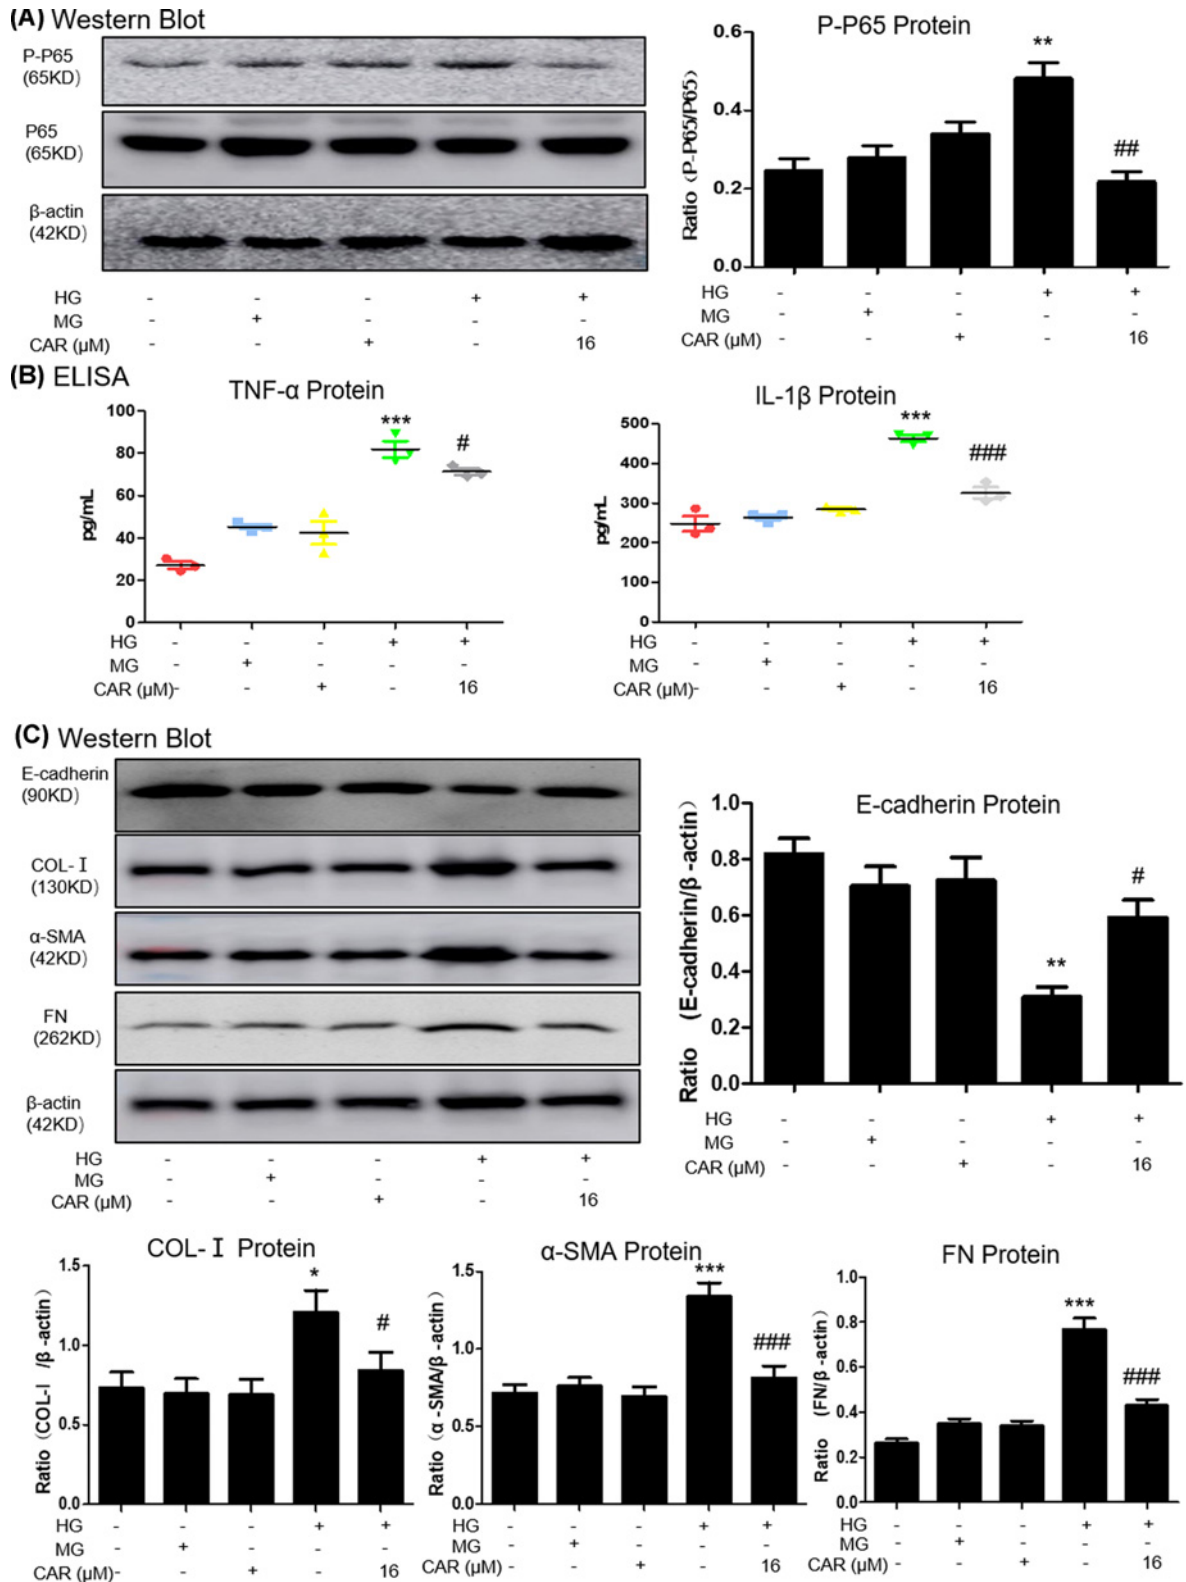 (A) Western Blot
P-P65
(65KD)
P65
(65KD)
β-actin
(42KD)
HG - - - + +
MG - + - - -
CAR (μM) - - + - 16
P-P65 Protein
Ratio (P-P65/P65)
0.6
0.4
0.2
0.0
**
##
HG - - - + +
MG - + - - -
CAR (μM) - - + - 16
(B) ELISA
TNF-α Protein
pg/mL
100
80
60
40
20
0
***
#
HG - - - + +
MG - + - - -
CAR (μM)- - + - 16
IL-1β Protein
pg/mL
500
400
300
200
100
0
***
###
HG - - - + +
MG - + - - -
CAR (μM)- - + - 16
(C) Western Blot
E-cadherin
(90KD)
COL-Ⅰ
(130KD)
α-SMA
(42KD)
FN
(262KD)
β-actin
(42KD)
HG - - - + +
MG - + - - -
CAR (μM) - - + - 16
E-cadherin Protein
Ratio (E-cadherin/β-actin)
1.0
0.8
0.6
0.4
0.2
0.0
**
#
HG - - - + +
MG - + - - -
CAR (μM) - - + - 16
COL-Ⅰ Protein
Ratio (COL-Ⅰ/β-actin)
1.5
1.0
0.5
0.0
*
#
HG - - - + +
MG - + - - -
CAR (μM)- - + - 16
α-SMA Protein
Ratio (α-SMA/β-actin)
1.5
1.0
0.5
0.0
***
###
HG - - - + +
MG - + - - -
CAR (μM) - - + - 16
FN Protein
Ratio (FN/β-actin)
1.0
0.8
0.6
0.4
0.2
0.0
***
###
HG - - - + +
MG - + - - -
CAR (μM) - - + - 16